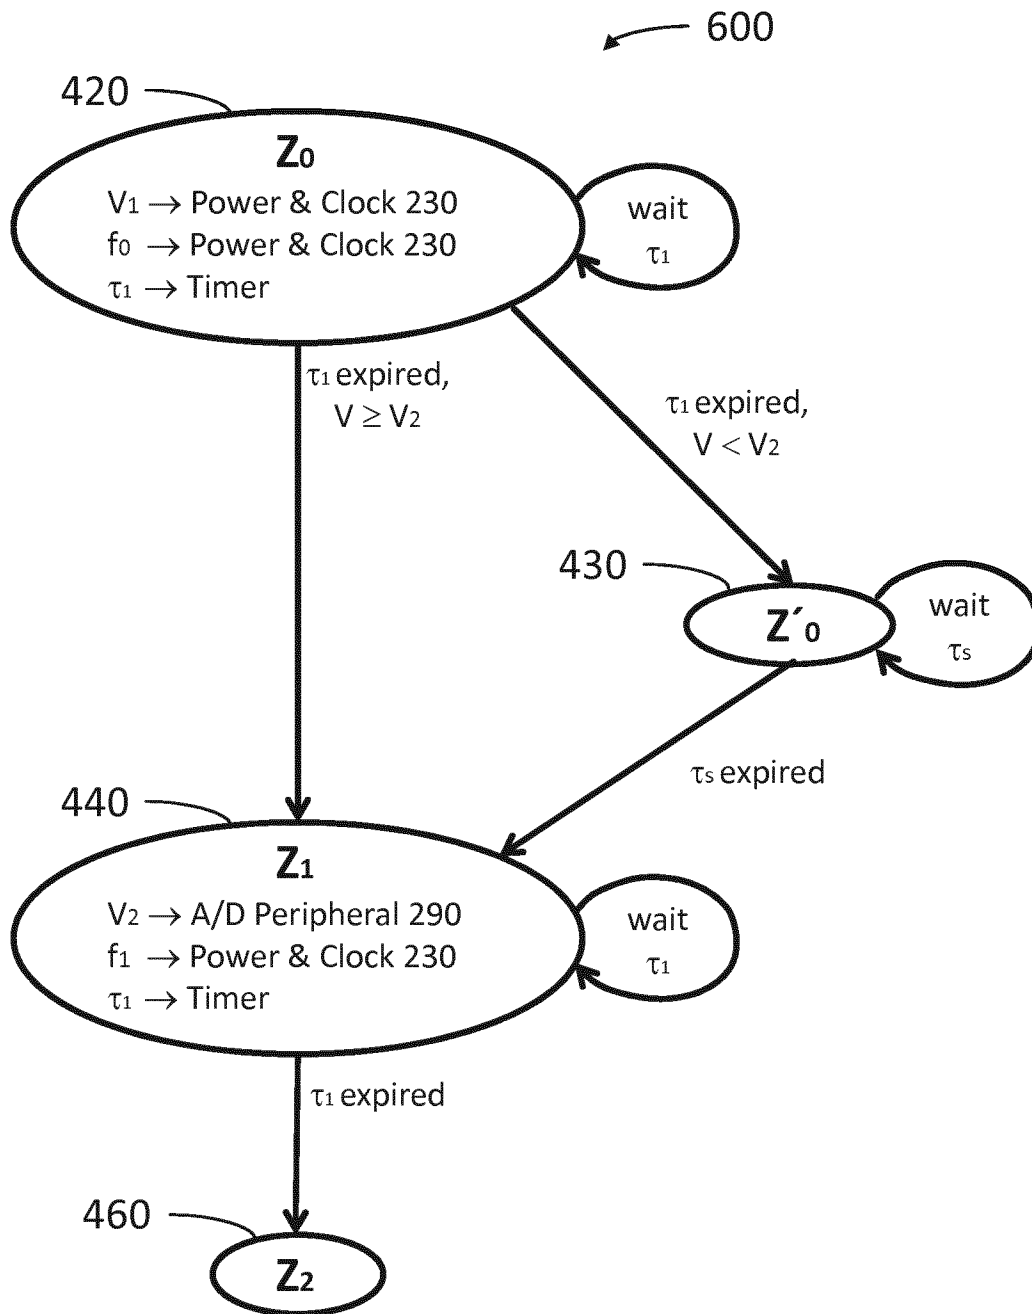 600
420
Z0
V1 → Power & Clock 230
f0 → Power & Clock 230
τ1 → Timer
wait
τ1
τ1 expired,
V ≥ V2
τ1 expired,
V < V2
430
Z´0
wait
τs
τs expired
440
Z1
V2 → A/D Peripheral 290
f1 → Power & Clock 230
τ1 → Timer
wait
τ1
τ1 expired
460
Z2